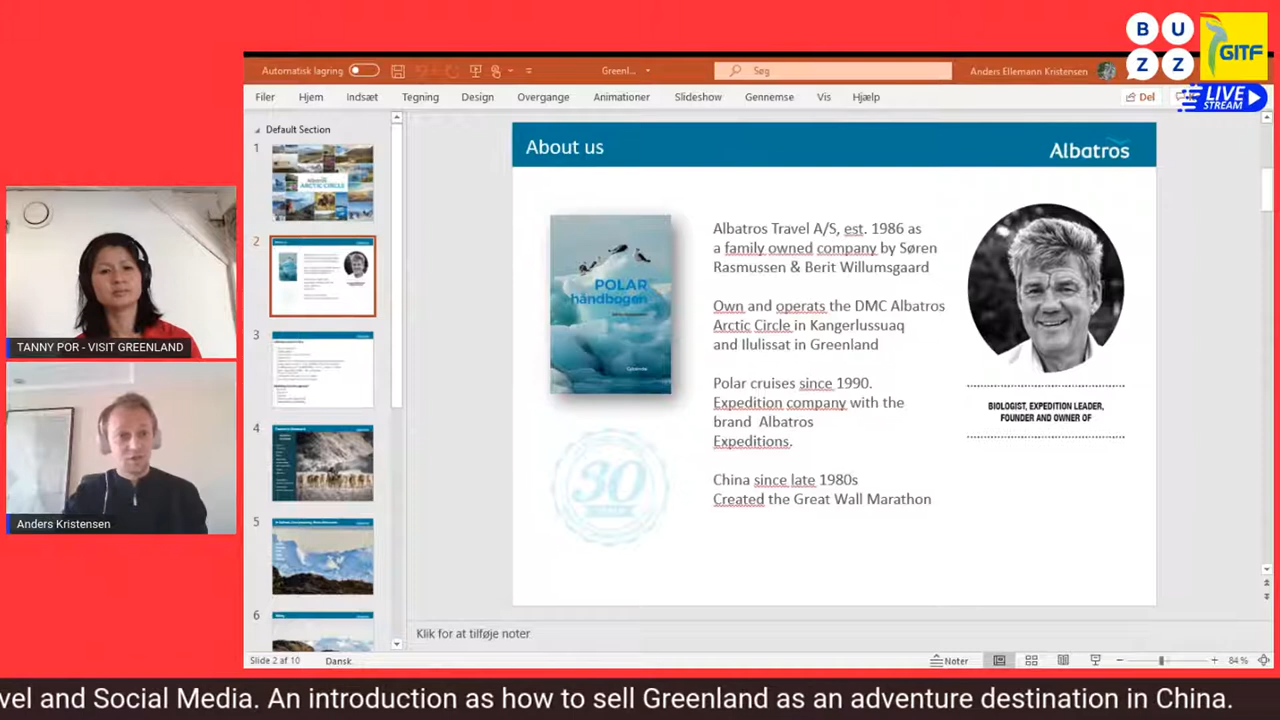 B U
Z Z
GITF
LIVE
STREAM
Automatisk lagring
Greenl...
Søg
Anders Ellemann Kristensen
Filer Hjem Indsæt Tegning Design Overgange Animationer Slideshow Gennemse Vis Hjælp
Del
Default Section
1
2
3
4
5
6
About us
Albatros
POLAR
håndbogen
Albatros Travel A/S, est. 1986 as
a family owned company by Søren
Rasmussen & Berit Willumsgaard
Own and operats the DMC Albatros
Arctic Circle in Kangerlussuaq
and Ilulissat in Greenland
Polar cruises since 1990.
Expedition company with the
brand Albatros
Expeditions.
China since late 1980s
Created the Great Wall Marathon
30
BIOLOGIST, EXPEDITION LEADER,
FOUNDER AND OWNER OF
TANNY POR - VISIT GREENLAND
Anders Kristensen
Klik for at tilføje noter
Slide 2 af 10
Dansk
Noter
84 %
vel and Social Media. An introduction as how to sell Greenland as an adventure destination in China.